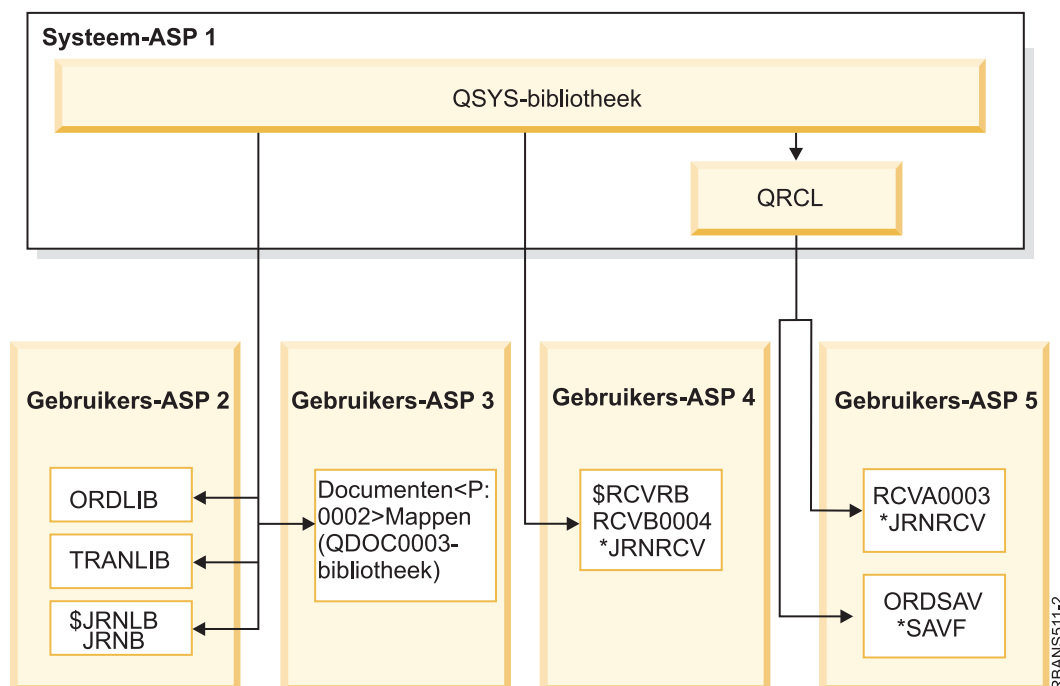 Systeem-ASP 1
QSYS-bibliotheek
QRCL
Gebruikers-ASP 2
ORDLIB
TRANLIB
$JRNLB
JRNB
Gebruikers-ASP 3
Documenten<P:
0002>Mappen
(QDOC0003-
bibliotheek)
Gebruikers-ASP 4
$RCVRB
RCVB0004
*JRNRCV
Gebruikers-ASP 5
RCVA0003
*JRNRCV
ORDSAV
*SAVF
RBANS511-2